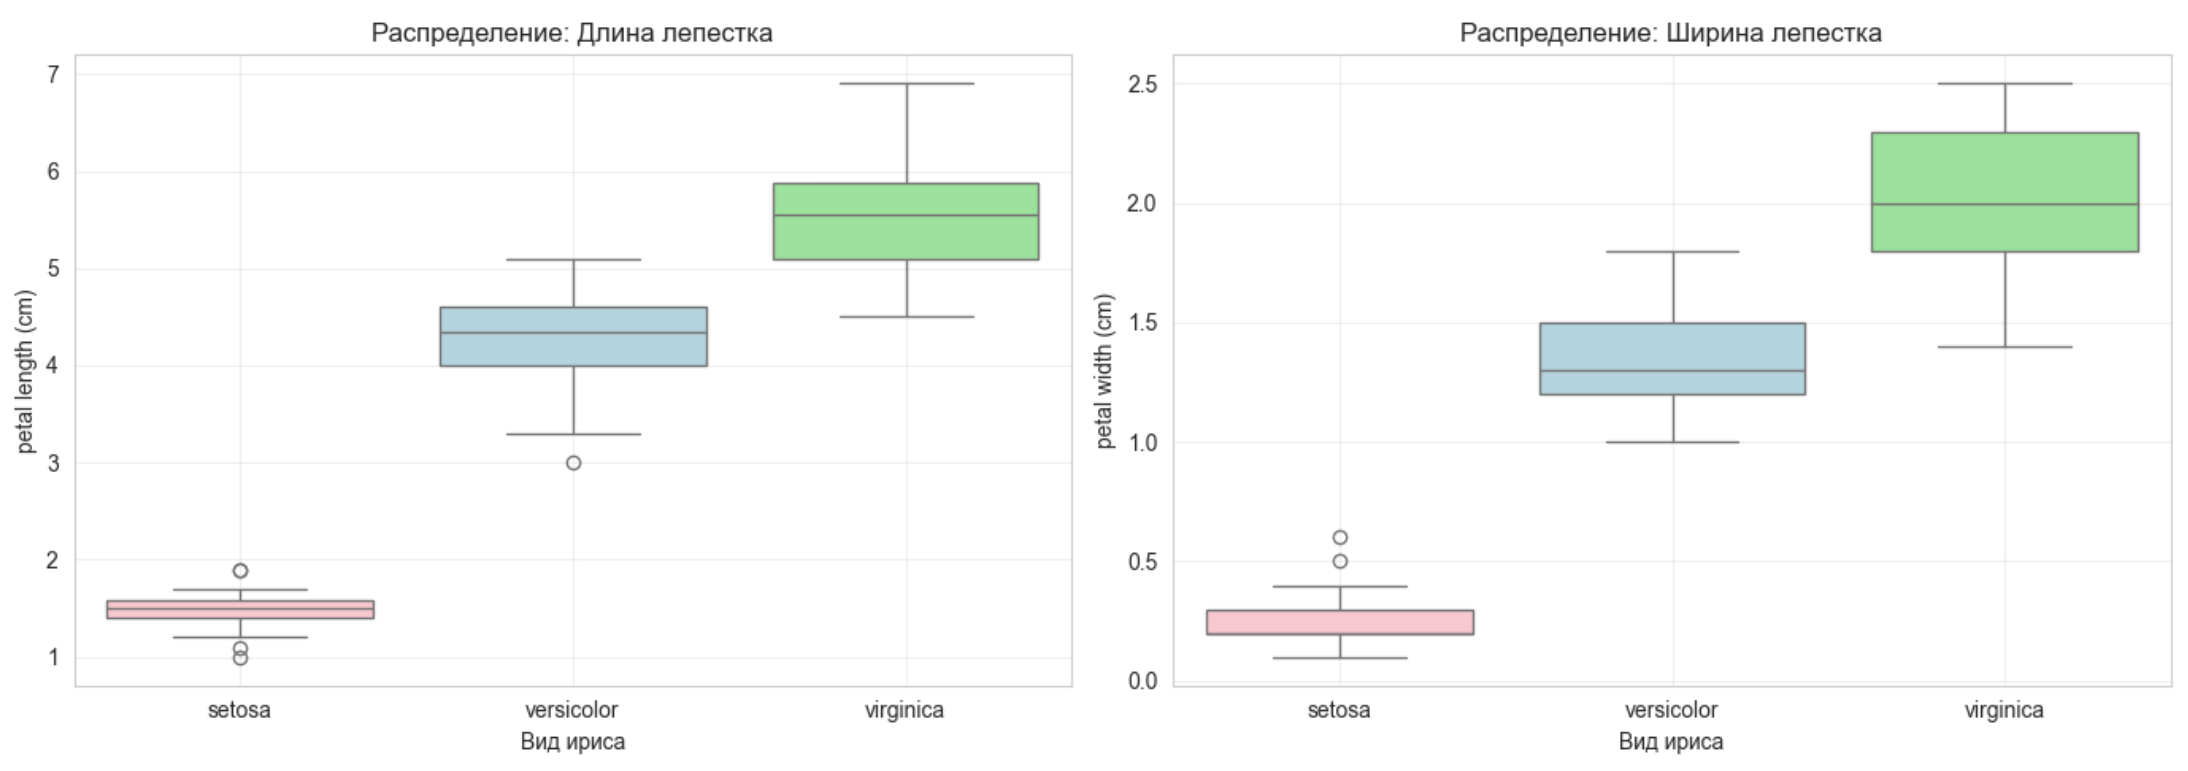 Распределение: Длина лепестка
petal length (cm)
7
6
5
4
3
2
1
setosa
versicolor
virginica
Вид ириса
Распределение: Ширина лепестка
petal width (cm)
2.5
2.0
1.5
1.0
0.5
0.0
setosa
versicolor
virginica
Вид ириса